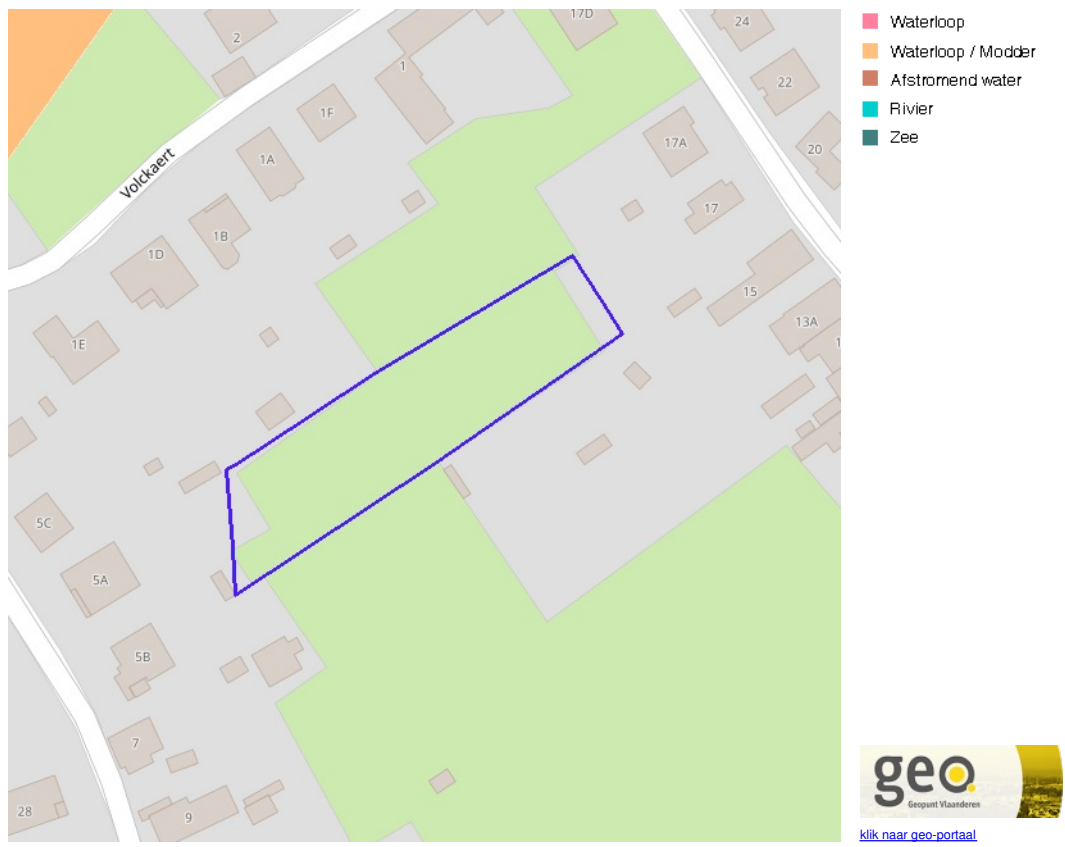 17D
24
2
1
22
1F
17A
20
1A
Volckaert
17
1B
1D
15
13A
1
1E
5C
5A
5B
7
28
9
Waterloop
Waterloop / Modder
Afstromend water
Rivier
Zee
geo.
Geopunt Vlaanderen
klik naar geo-portaal